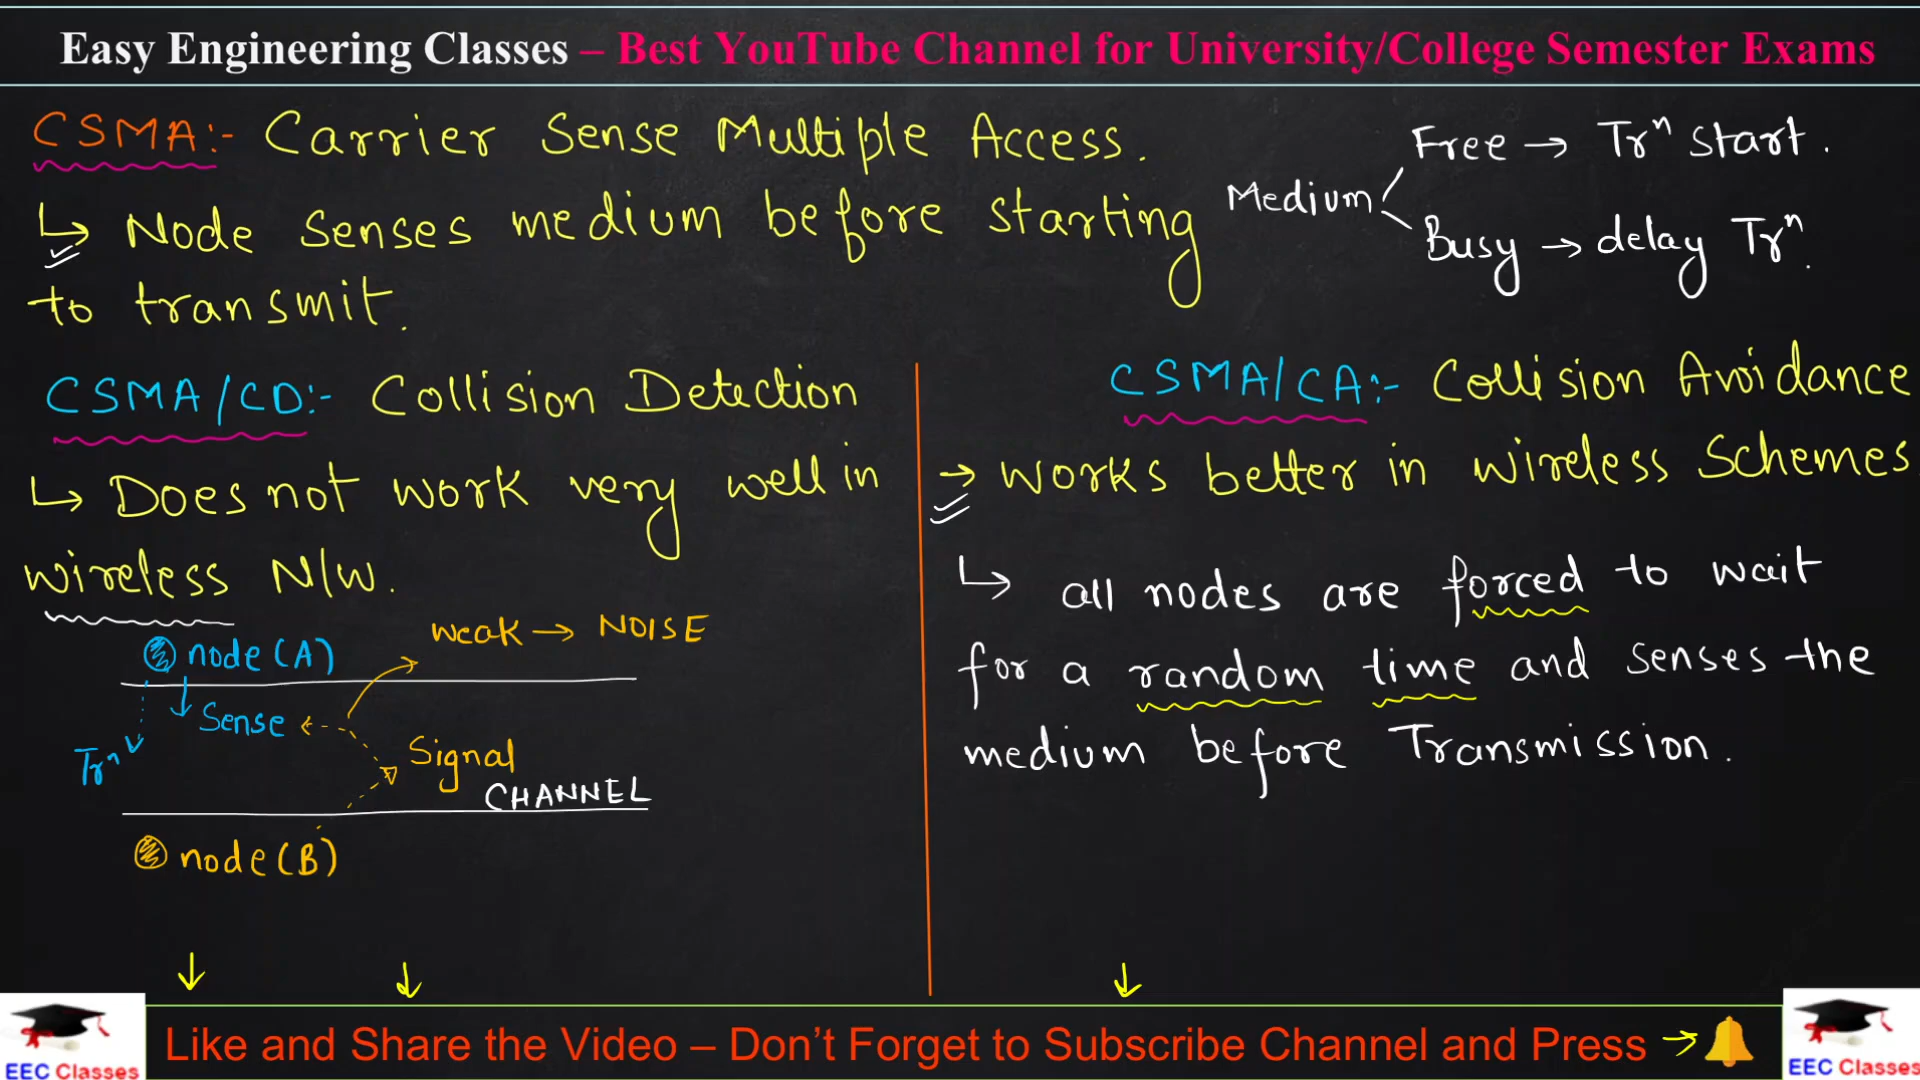 Easy Engineering Classes – Best YouTube Channel for University/College Semester Exams
CSMA:- Carrier Sense Multiple Access.
↳ Node senses medium before starting
to transmit.
Medium
Free → Trⁿ start.
Busy → delay Trⁿ.
CSMA/CD:- Collision Detection
↳ Does not work very well in
wireless N/W.
weak → NOISE
node (A)
Sense
Trⁿ
Signal
CHANNEL
node (B)
CSMA/CA:- Collision Avoidance
→ works better in wireless Schemes
↳ all nodes are forced to wait
for a random time and senses the
medium before Transmission.
EEC Classes
Like and Share the Video – Don't Forget to Subscribe Channel and Press →
EEC Classes